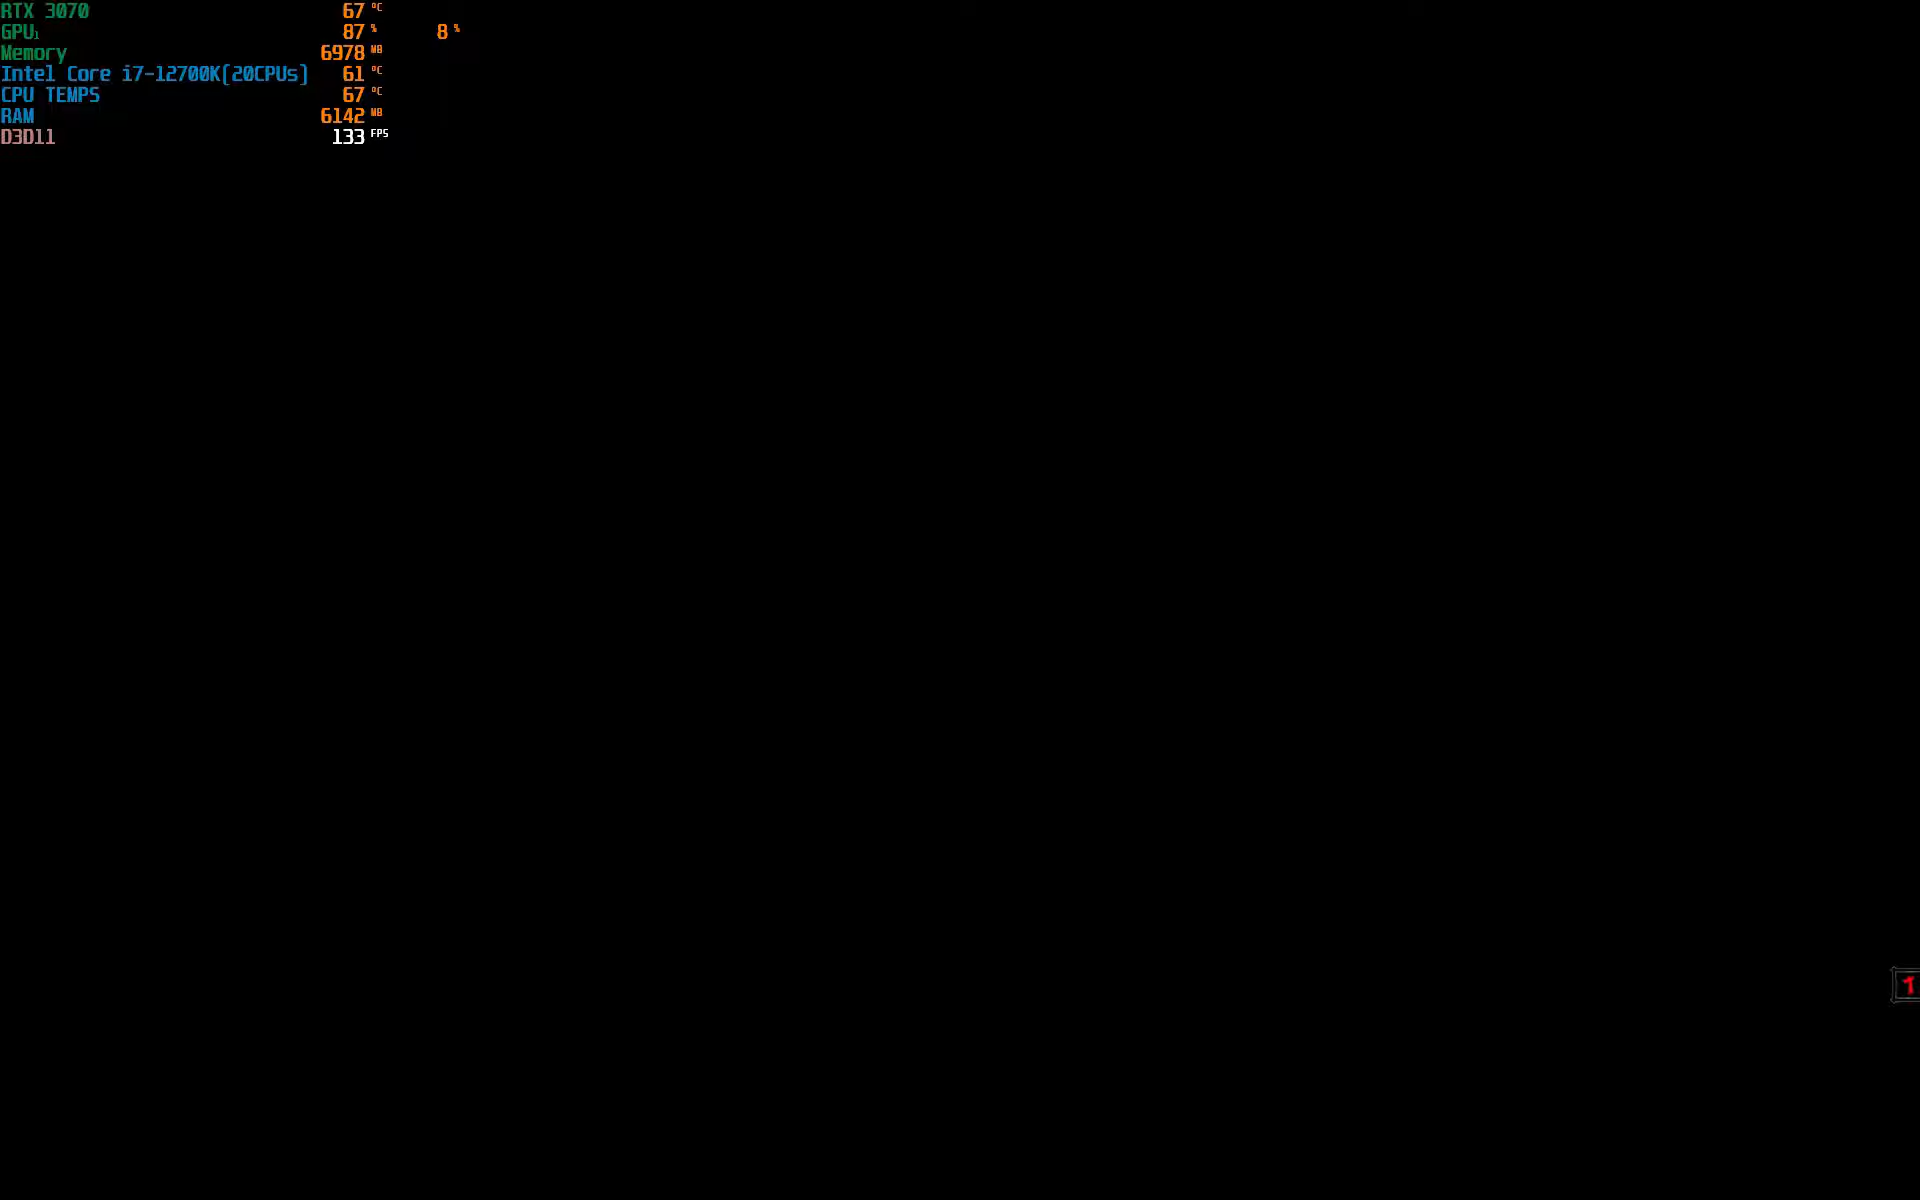 RTX 3070 67 °C
GPU1 87 % 8 %
Memory 6978 MB
Intel Core i7-12700K(20CPUs) 61 °C
CPU TEMPS 67 °C
RAM 6142 MB
D3D11 133 FPS
1